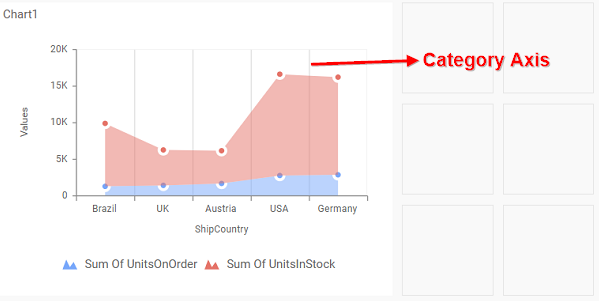 Chart1
20K
Category Axis
15K
Values
10K
5K
0
Brazil UK Austria USA Germany
ShipCountry
Sum Of UnitsOnOrder Sum Of UnitsInStock